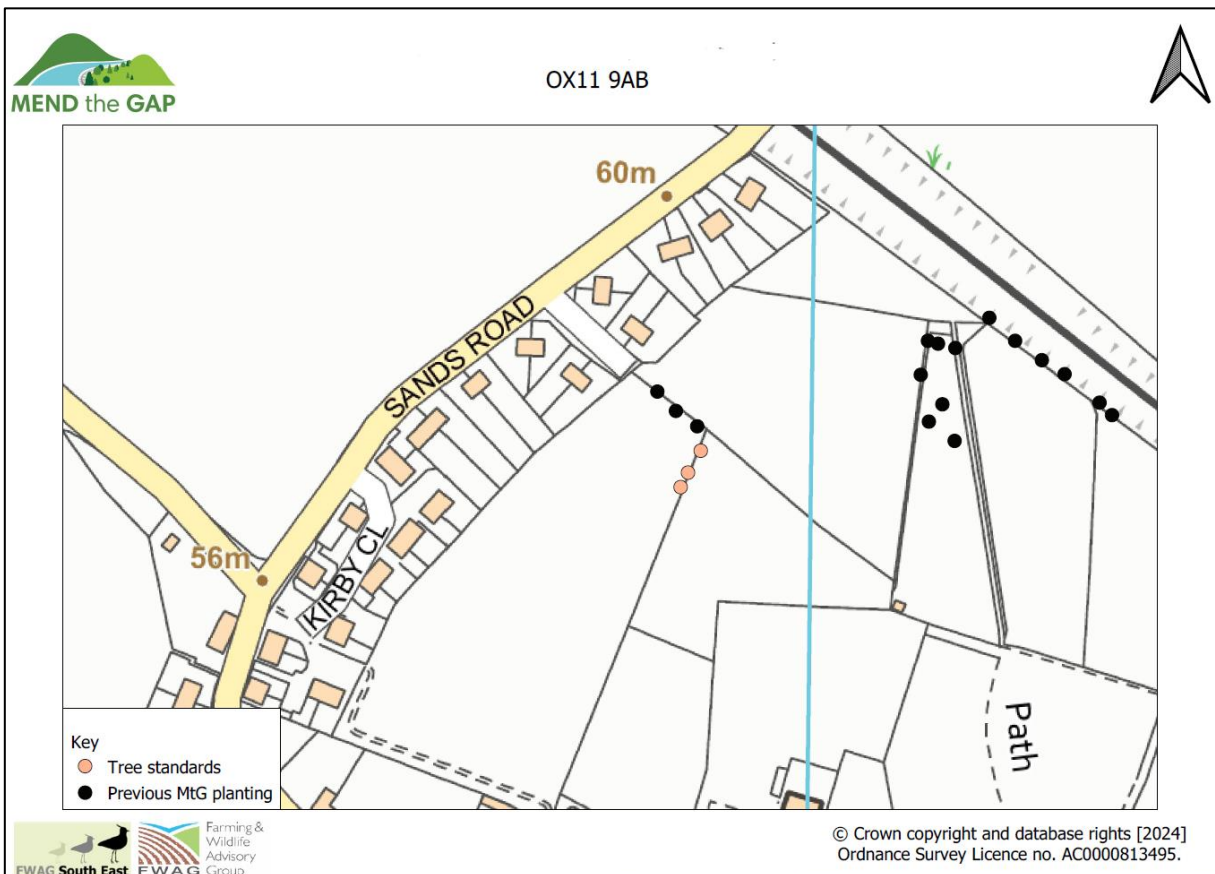 MEND the GAP
OX11 9AB
60m
SANDS ROAD
56m
KIRBY CL
Path
Key
Tree standards
Previous MtG planting
FWAG South East
FWAG
Farming &
Wildlife
Advisory
Group
© Crown copyright and database rights [2024]
Ordnance Survey Licence no. AC0000813495.